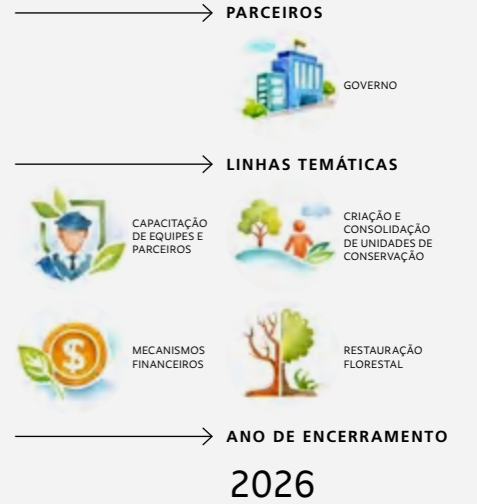 PARCEIROS
GOVERNO
LINHAS TEMÁTICAS
CAPACITAÇÃO
DE EQUIPES E
PARCEIROS
CRIAÇÃO E
CONSOLIDAÇÃO
DE UNIDADES DE
CONSERVAÇÃO
MECANISMOS
FINANCEIROS
RESTAURAÇÃO
FLORESTAL
ANO DE ENCERRAMENTO
2026